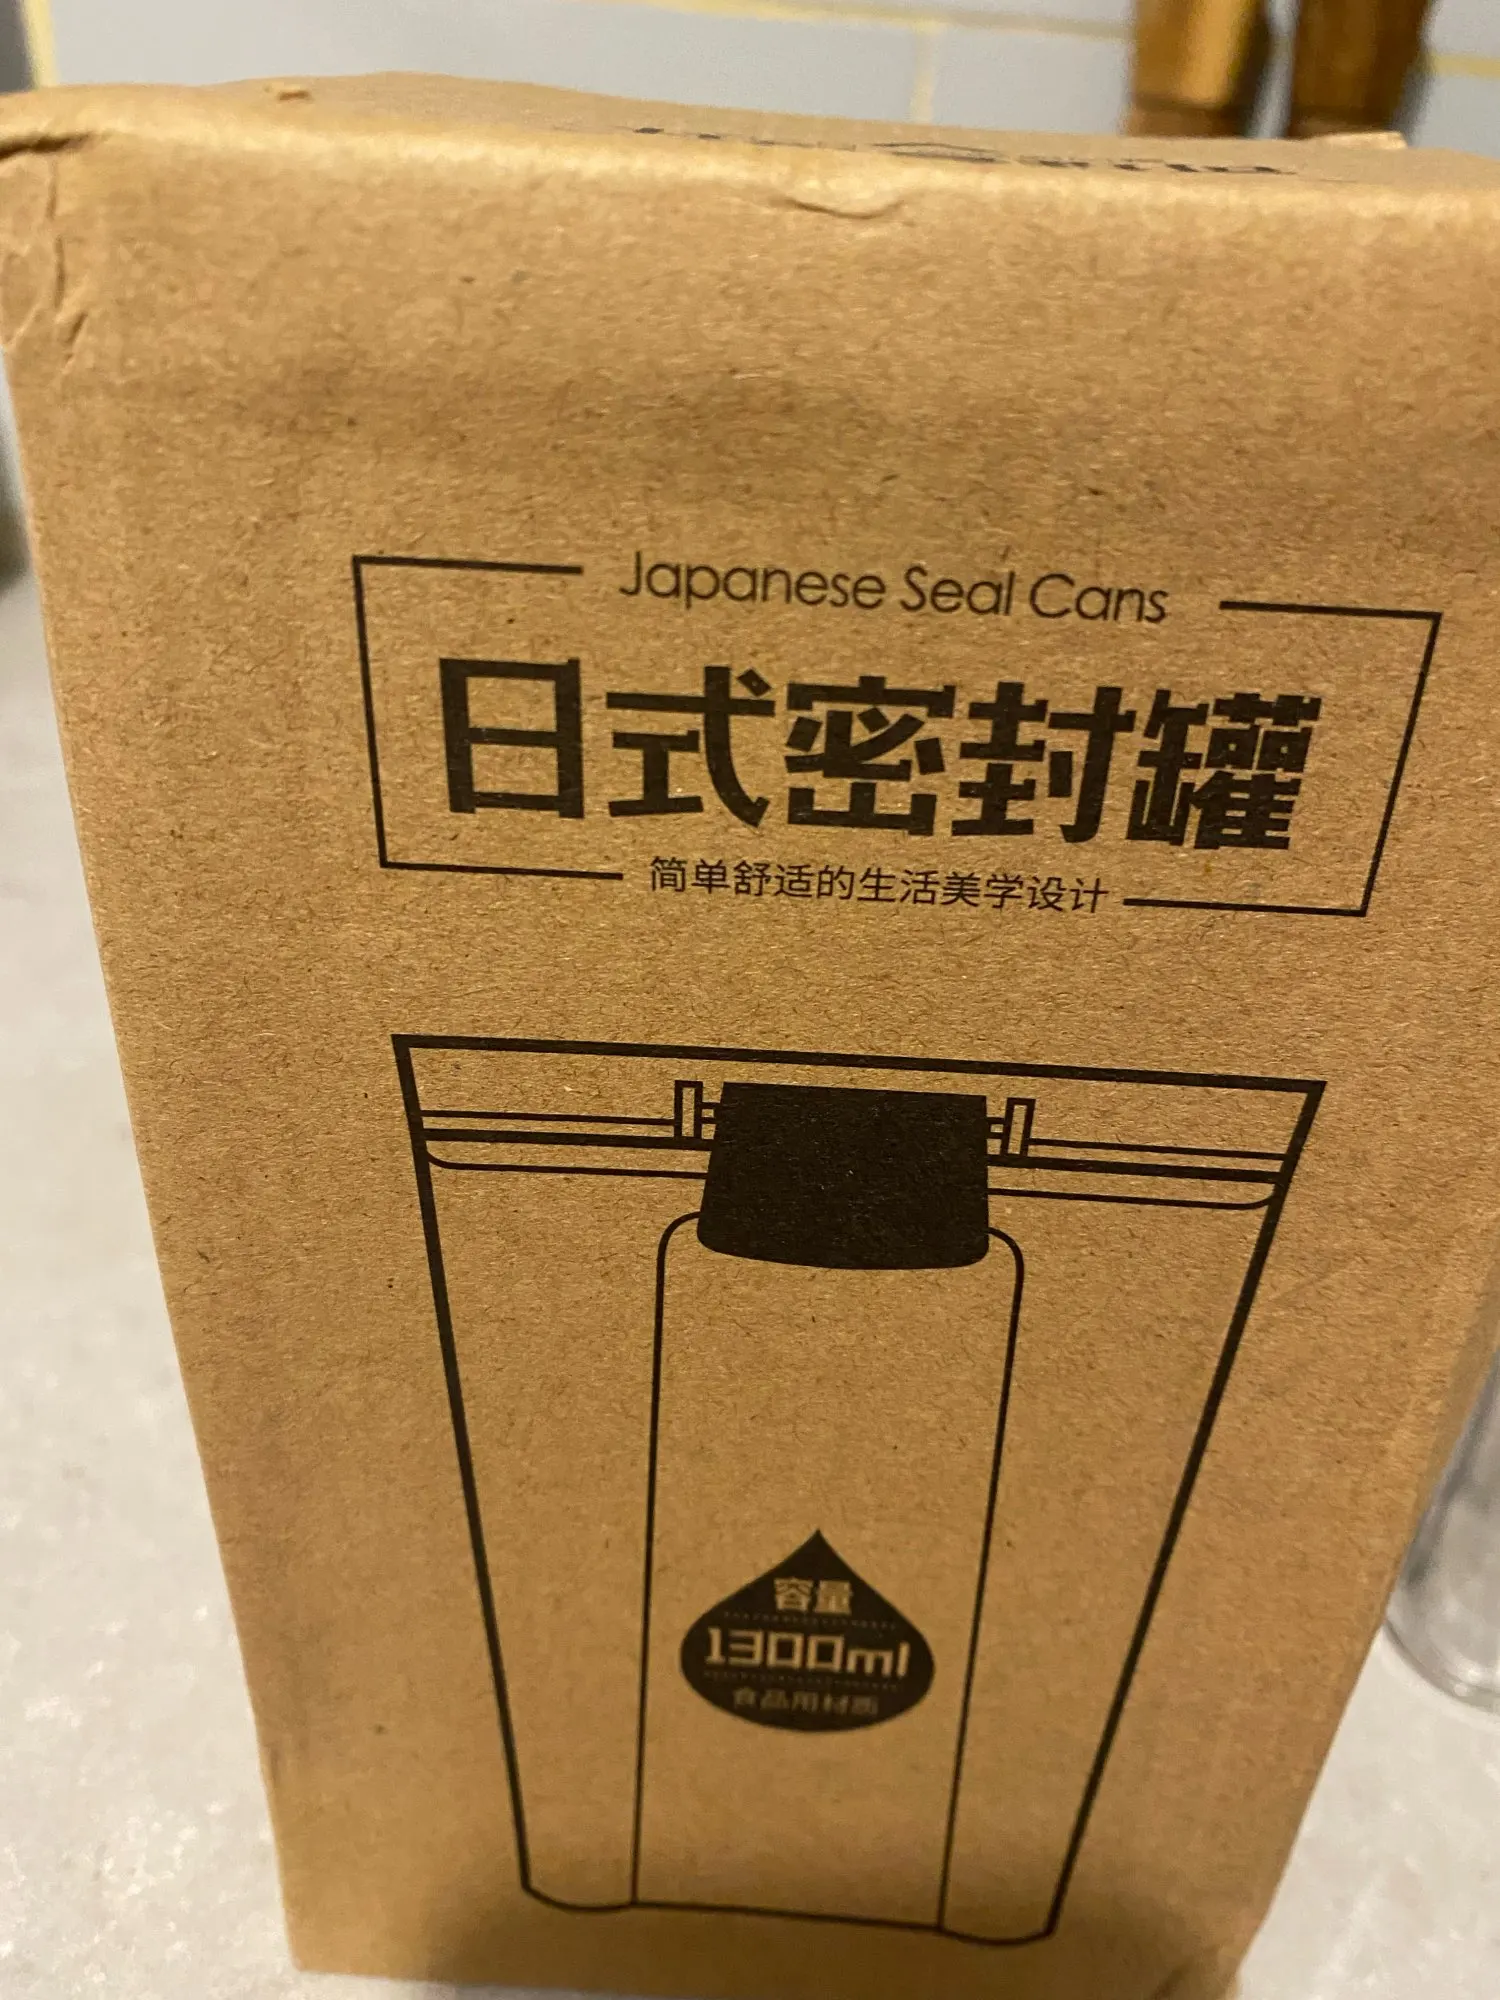 Japanese Seal Cans
日式密封罐
简单舒适的生活美学设计
容量
1300ml
食品用材质